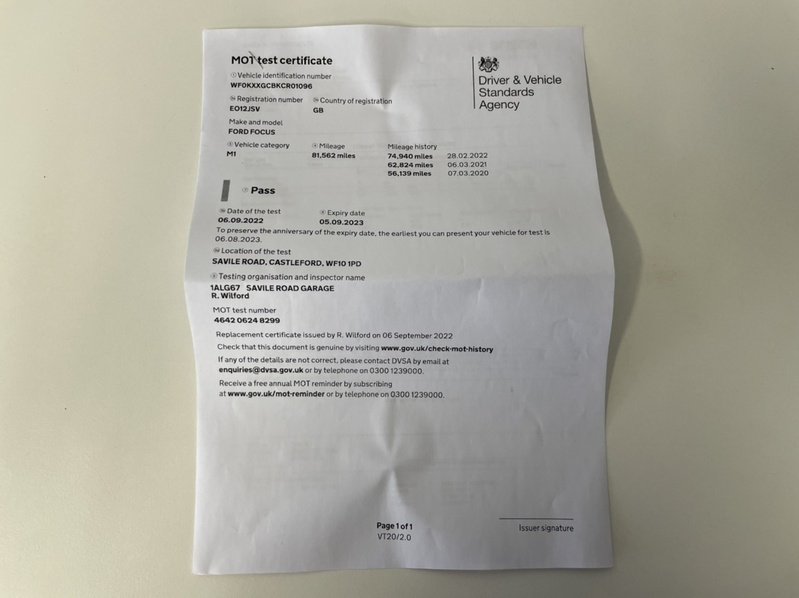 MOT test certificate
Driver & Vehicle
Standards
Agency
Vehicle identification number
WF0KXXGCBKCR01096
Registration number
Country of registration
EO12JSV
GB
Make and model
FORD FOCUS
Vehicle category
Mileage
Mileage history
M1
81,562 miles
74,940 miles 28.02.2022
62,824 miles 06.03.2021
56,139 miles 07.03.2020
Pass
Date of the test
Expiry date
06.09.2022
05.09.2023
To preserve the anniversary of the expiry date, the earliest you can present your vehicle for test is
06.08.2023.
Location of the test
SAVILE ROAD, CASTLEFORD, WF10 1PD
Testing organisation and inspector name
1ALG67 SAVILE ROAD GARAGE
R. Wilford
MOT test number
4642 0624 8299
Replacement certificate issued by R. Wilford on 06 September 2022
Check that this document is genuine by visiting www.gov.uk/check-mot-history
If any of the details are not correct, please contact DVSA by email at
enquiries@dvsa.gov.uk or by telephone on 0300 1239000.
Receive a free annual MOT reminder by subscribing
at www.gov.uk/mot-reminder or by telephone on 0300 1239000.
Page 1 of 1
VT20/2.0
Issuer signature